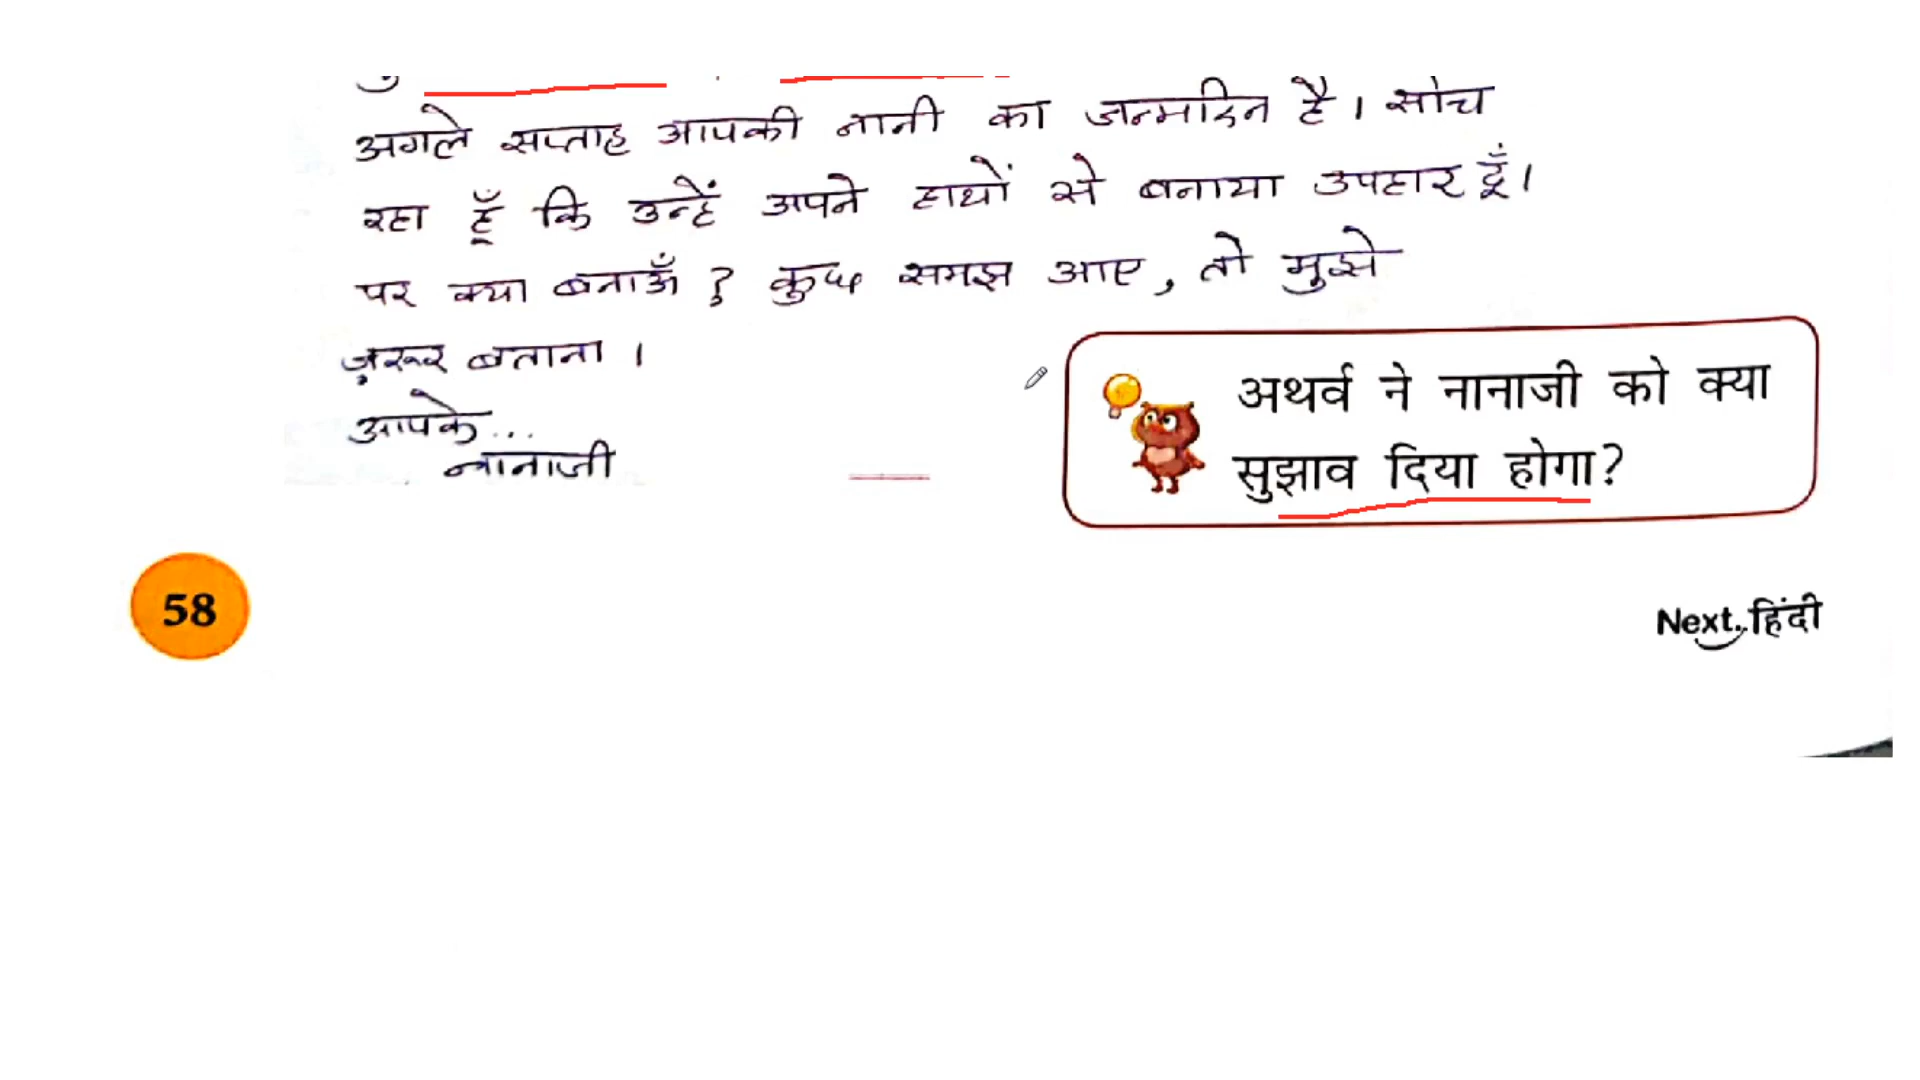 अगले सप्ताह आपकी नानी का जन्मदिन है। सोच
रहा हूँ कि उन्हें अपने हाथों से बनाया उपहार दूँ।
पर क्या बनाऊँ? कुछ समझ आए, तो मुझे
ज़रूर बताना।
आपके...
नानाजी
अथर्व ने नानाजी को क्या
सुझाव दिया होगा?
58
Next.हिंदी